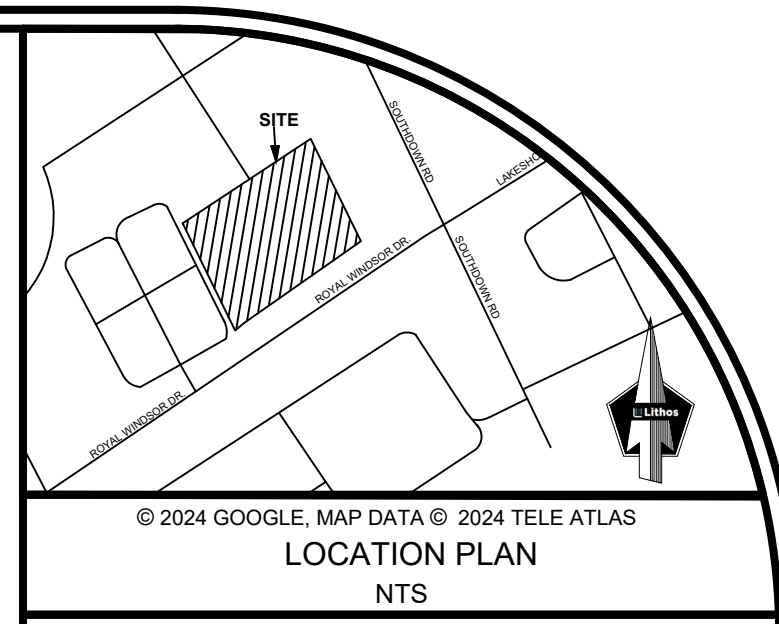 SITE
SOUTHDOWN RD
ROYAL WINDSOR DR.
SOUTHDOWN RD
ROYAL WINDSOR DR.
Lithos
© 2024 GOOGLE, MAP DATA © 2024 TELE ATLAS
LOCATION PLAN
NTS